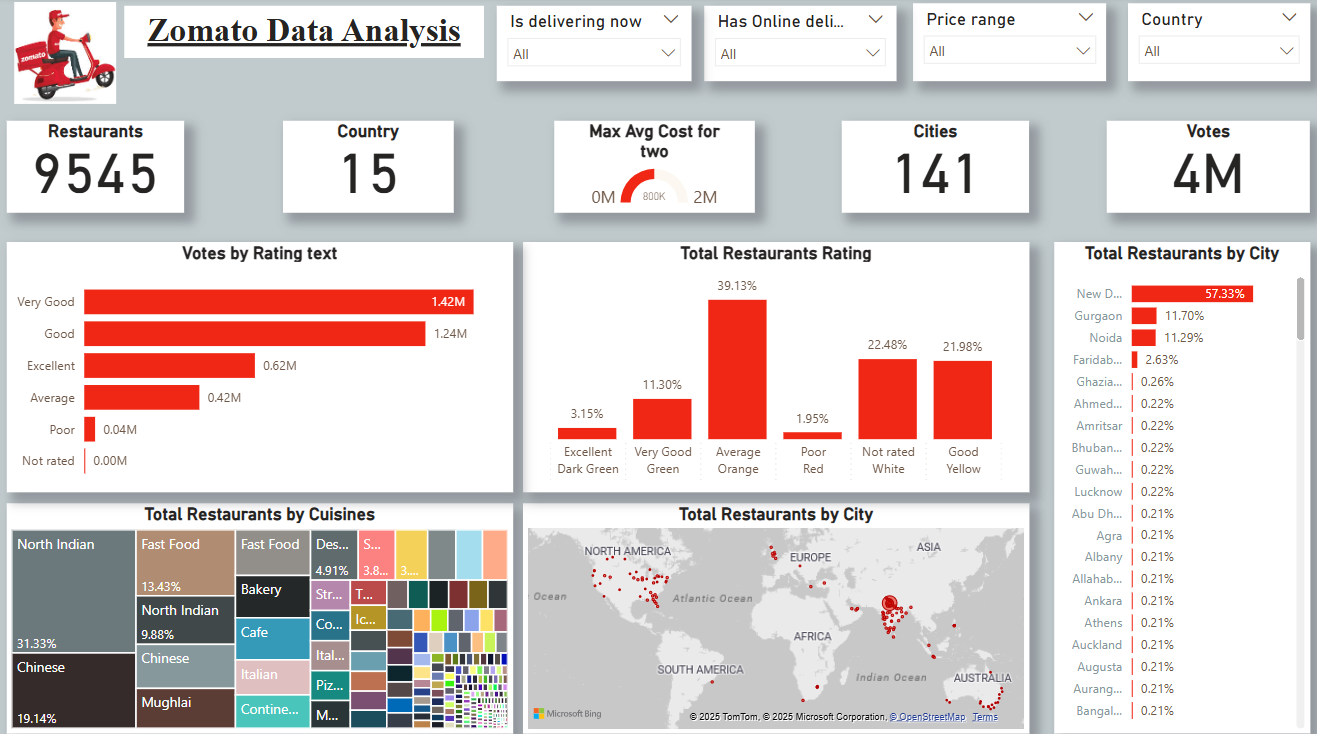 zomato
Zomato Data Analysis
Is delivering now
All
Has Online deli...
All
Price range
All
Country
All
Restaurants
9545
Country
15
Max Avg Cost for
two
0M
800K
2M
Cities
141
Votes
4M
Votes by Rating text
Very Good 1.42M
Good 1.24M
Excellent 0.62M
Average 0.42M
Poor 0.04M
Not rated 0.00M
Total Restaurants Rating
3.15%
11.30%
39.13%
1.95%
22.48%
21.98%
Excellent Very Good Average Poor Not rated Good
Dark Green Green Orange Red White Yellow
Total Restaurants by City
New D... 57.33%
Gurgaon 11.70%
Noida 11.29%
Faridab... 2.63%
Ghazia... 0.26%
Ahmed... 0.22%
Amritsar 0.22%
Bhuban... 0.22%
Guwah... 0.22%
Lucknow 0.22%
Abu Dh... 0.21%
Agra 0.21%
Albany 0.21%
Allahab... 0.21%
Ankara 0.21%
Athens 0.21%
Auckland 0.21%
Augusta 0.21%
Aurang... 0.21%
Bangal... 0.21%
Total Restaurants by Cuisines
North Indian
31.33%
Chinese
19.14%
Fast Food
13.43%
North Indian
9.88%
Chinese
Mughlai
Fast Food
Bakery
Cafe
Italian
Contine...
Des...
4.91%
Str...
Co...
Ital...
Piz...
M...
S...
3.8...
T...
Ic...
3....
Total Restaurants by City
NORTH AMERICA
EUROPE
ASIA
Ocean
Atlantic Ocean
AFRICA
SOUTH AMERICA
Indian Ocean
AUSTRALIA
Microsoft Bing
© 2025 TomTom, © 2025 Microsoft Corporation, © OpenStreetMap Terms